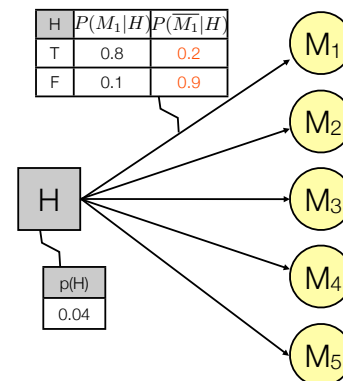 H P(M₁|H) P(M̅₁|H)
T 0.8 0.2
F 0.1 0.9
M₁
M₂
H
M₃
p(H)
0.04
M₄
M₅